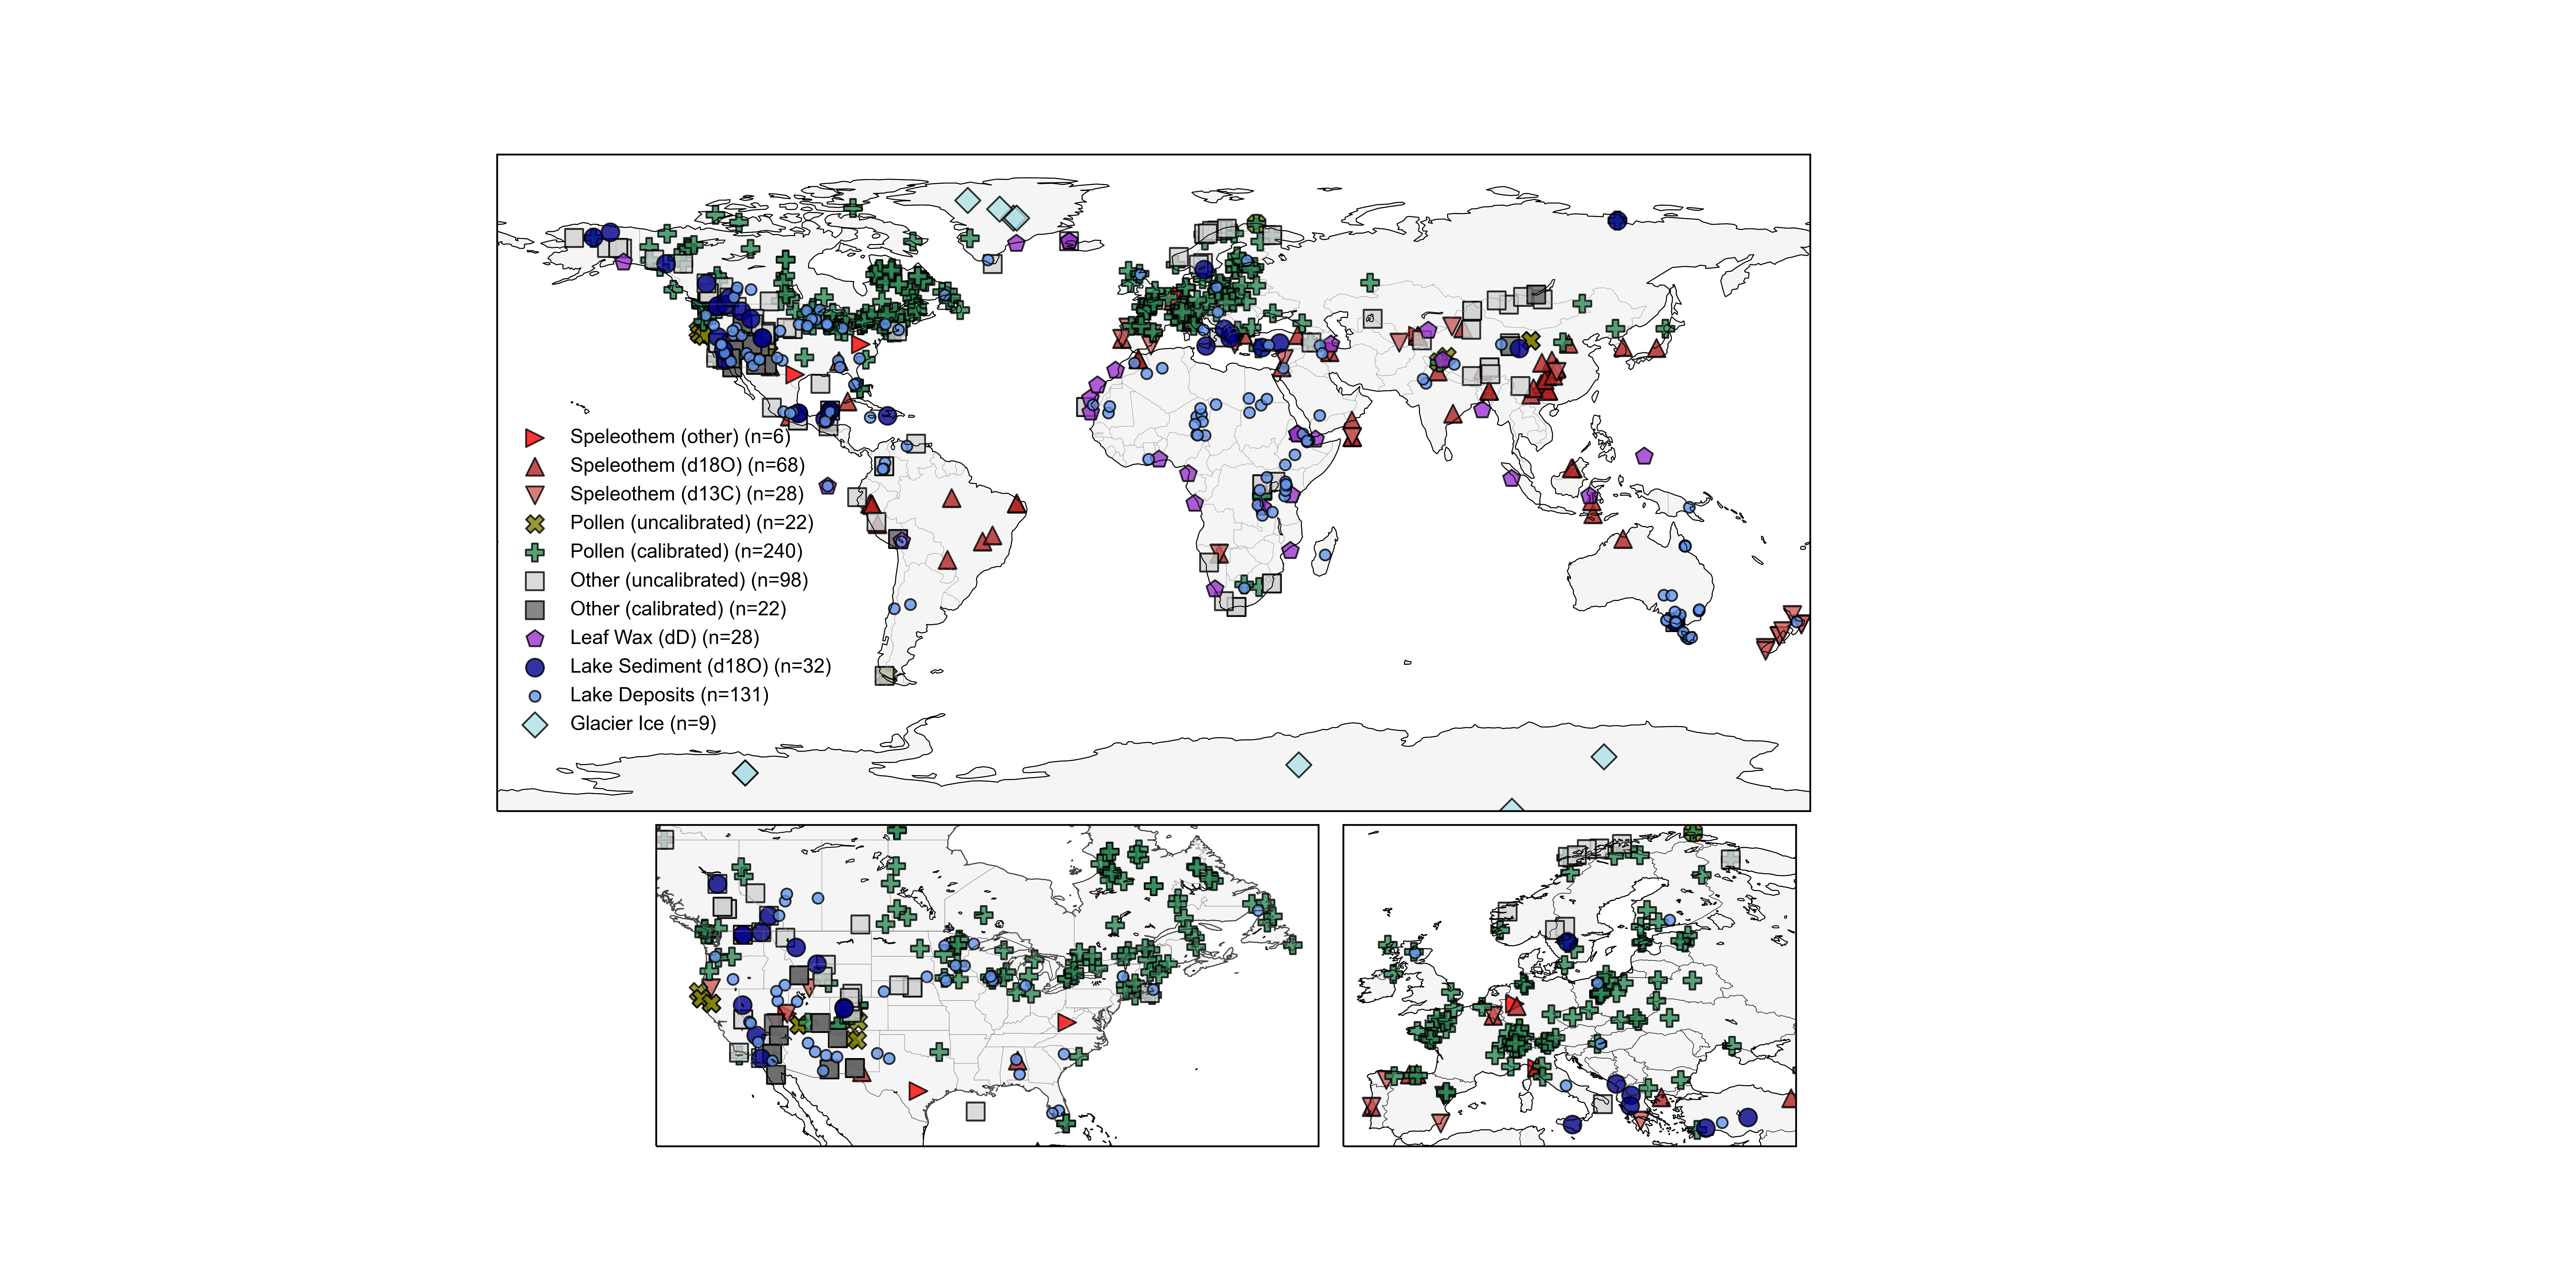 Speleothem (other) (n=6)
Speleothem (d18O) (n=68)
Speleothem (d13C) (n=28)
Pollen (uncalibrated) (n=22)
Pollen (calibrated) (n=240)
Other (uncalibrated) (n=98)
Other (calibrated) (n=22)
Leaf Wax (dD) (n=28)
Lake Sediment (d18O) (n=32)
Lake Deposits (n=131)
Glacier Ice (n=9)